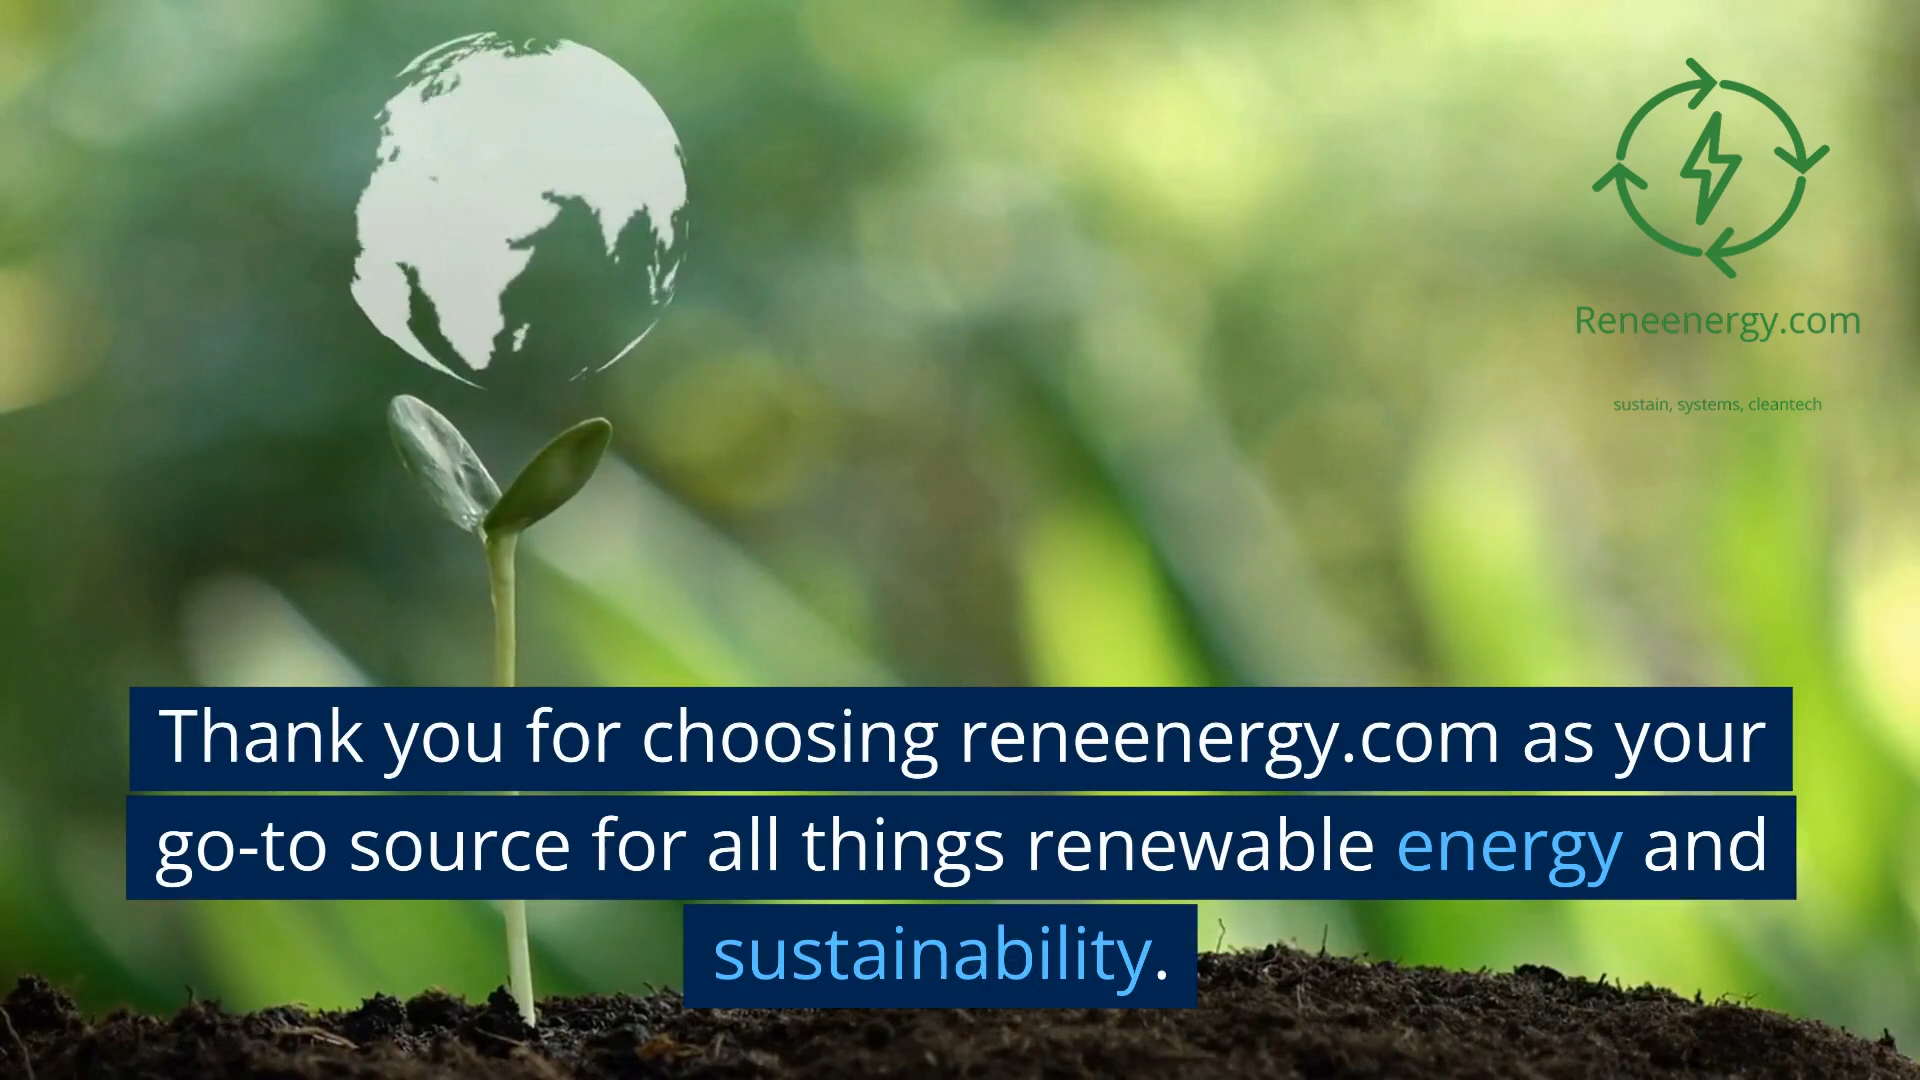 Reneenergy.com
sustain, systems, cleantech
Thank you for choosing reneenergy.com as your
go-to source for all things renewable energy and
sustainability.